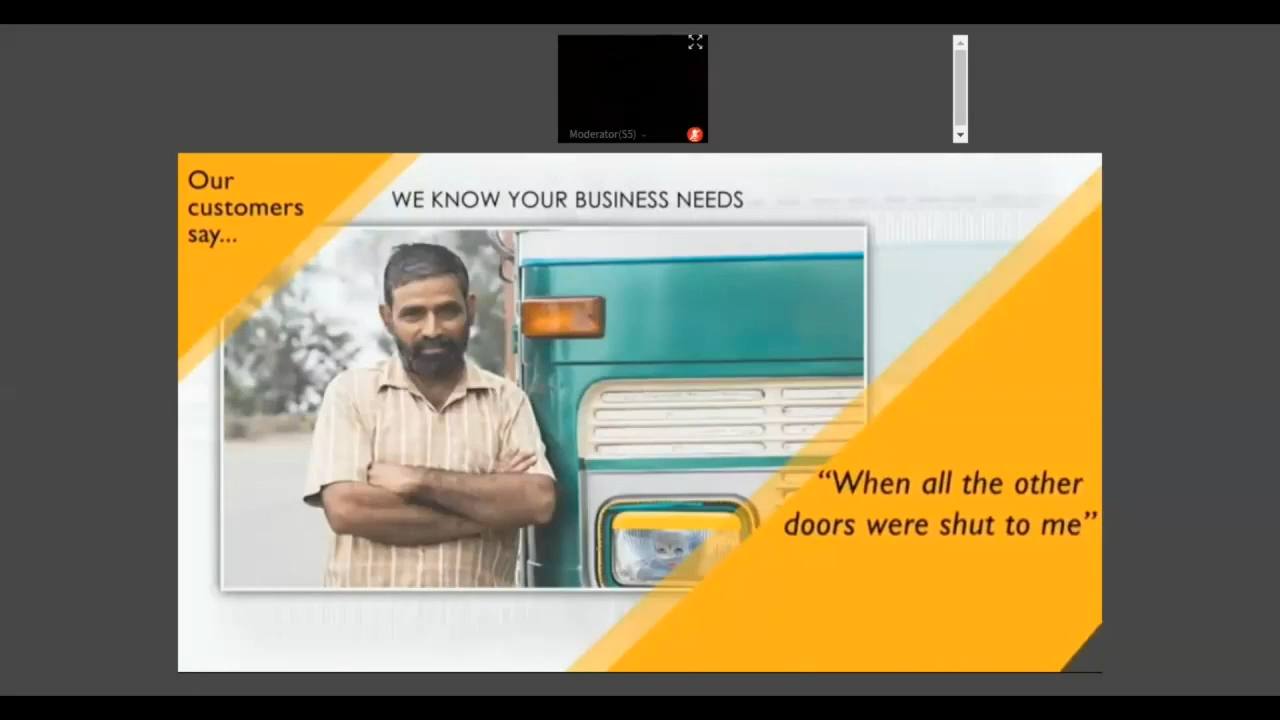 Moderator(S5)
Our
customers
say...
WE KNOW YOUR BUSINESS NEEDS
“When all the other
doors were shut to me”